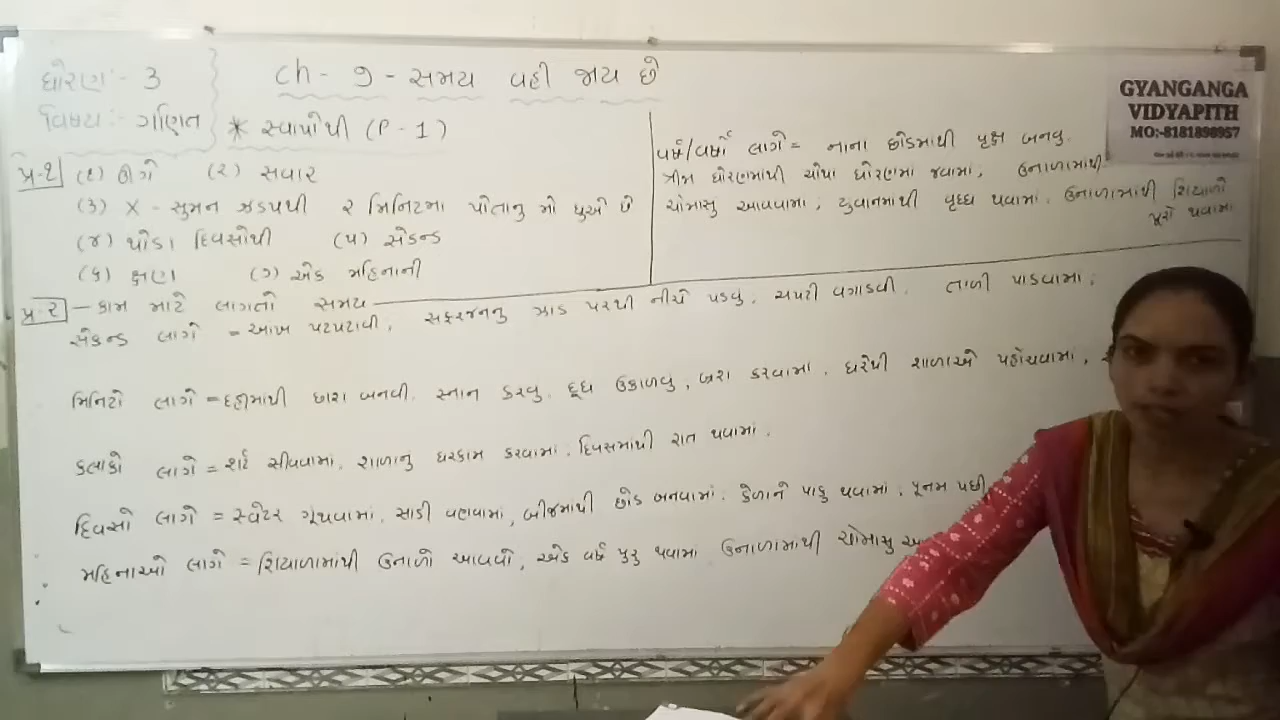 ધોરણ:- 3
ch - ૭ - સમય વહી જાય છે
વિષય:- ગણિત
* સ્વાપોથી (P-1)
પ્ર-૧ (૧) ઊગે (૨) સવાર
(૩) X - સુમન ઝડપથી ૨ મિનિટમા પોતાનુ મો ધુએ છે
(૪) થોડા દિવસોથી (૫) સેકન્ડ
(૬) ક્ષણ (૭) એક મહિનાની
વર્ષ/વર્ષો લાગે = નાના છોડમાથી વૃક્ષ બનવુ.
ત્રીજા ધોરણમાથી ચોથા ધોરણમા જવામાં, ઉનાળામાંથી
ચોમાસુ આવવામાં, યુવાનમાથી વૃધ્ધ થવામાં. ઉનાળામાંથી શિયાળો
પૂરો થવામાં
પ્ર-૨ - કામ માટે લાગતો સમય
સેકન્ડ લાગે = આંખ પટપટાવી, સફરજનનુ ઝાડ પરથી નીચે પડવુ, ચપટી વગાડવી. તાળી પાડવામાં,
મિનિટો લાગે = દહીમાથી છાશ બનવી. સ્નાન કરવુ. દૂધ ઉકાળવુ, બ્રશ કરવામાં. ઘરેથી શાળાએ પહોંચવામાં,
કલાકો લાગે = શર્ટ સીવવામાં, શાળાનુ ઘરકામ કરવામાં. દિવસમાંથી રાત થવામાં.
દિવસો લાગે = સ્વેટર ગૂંથવામાં, સાડી વણવામાં, બીજમાંથી છોડ બનવામાં. કેળાને પાકુ થવામાં. પૂનમ પછી
મહિનાઓ લાગે = શિયાળામાંથી ઉનાળો આવવો, એક વર્ષ પુરુ થવામાં ઉનાળામાથી ચોમાસુ
GYANGANGA
VIDYAPITH
MO:-8181898957